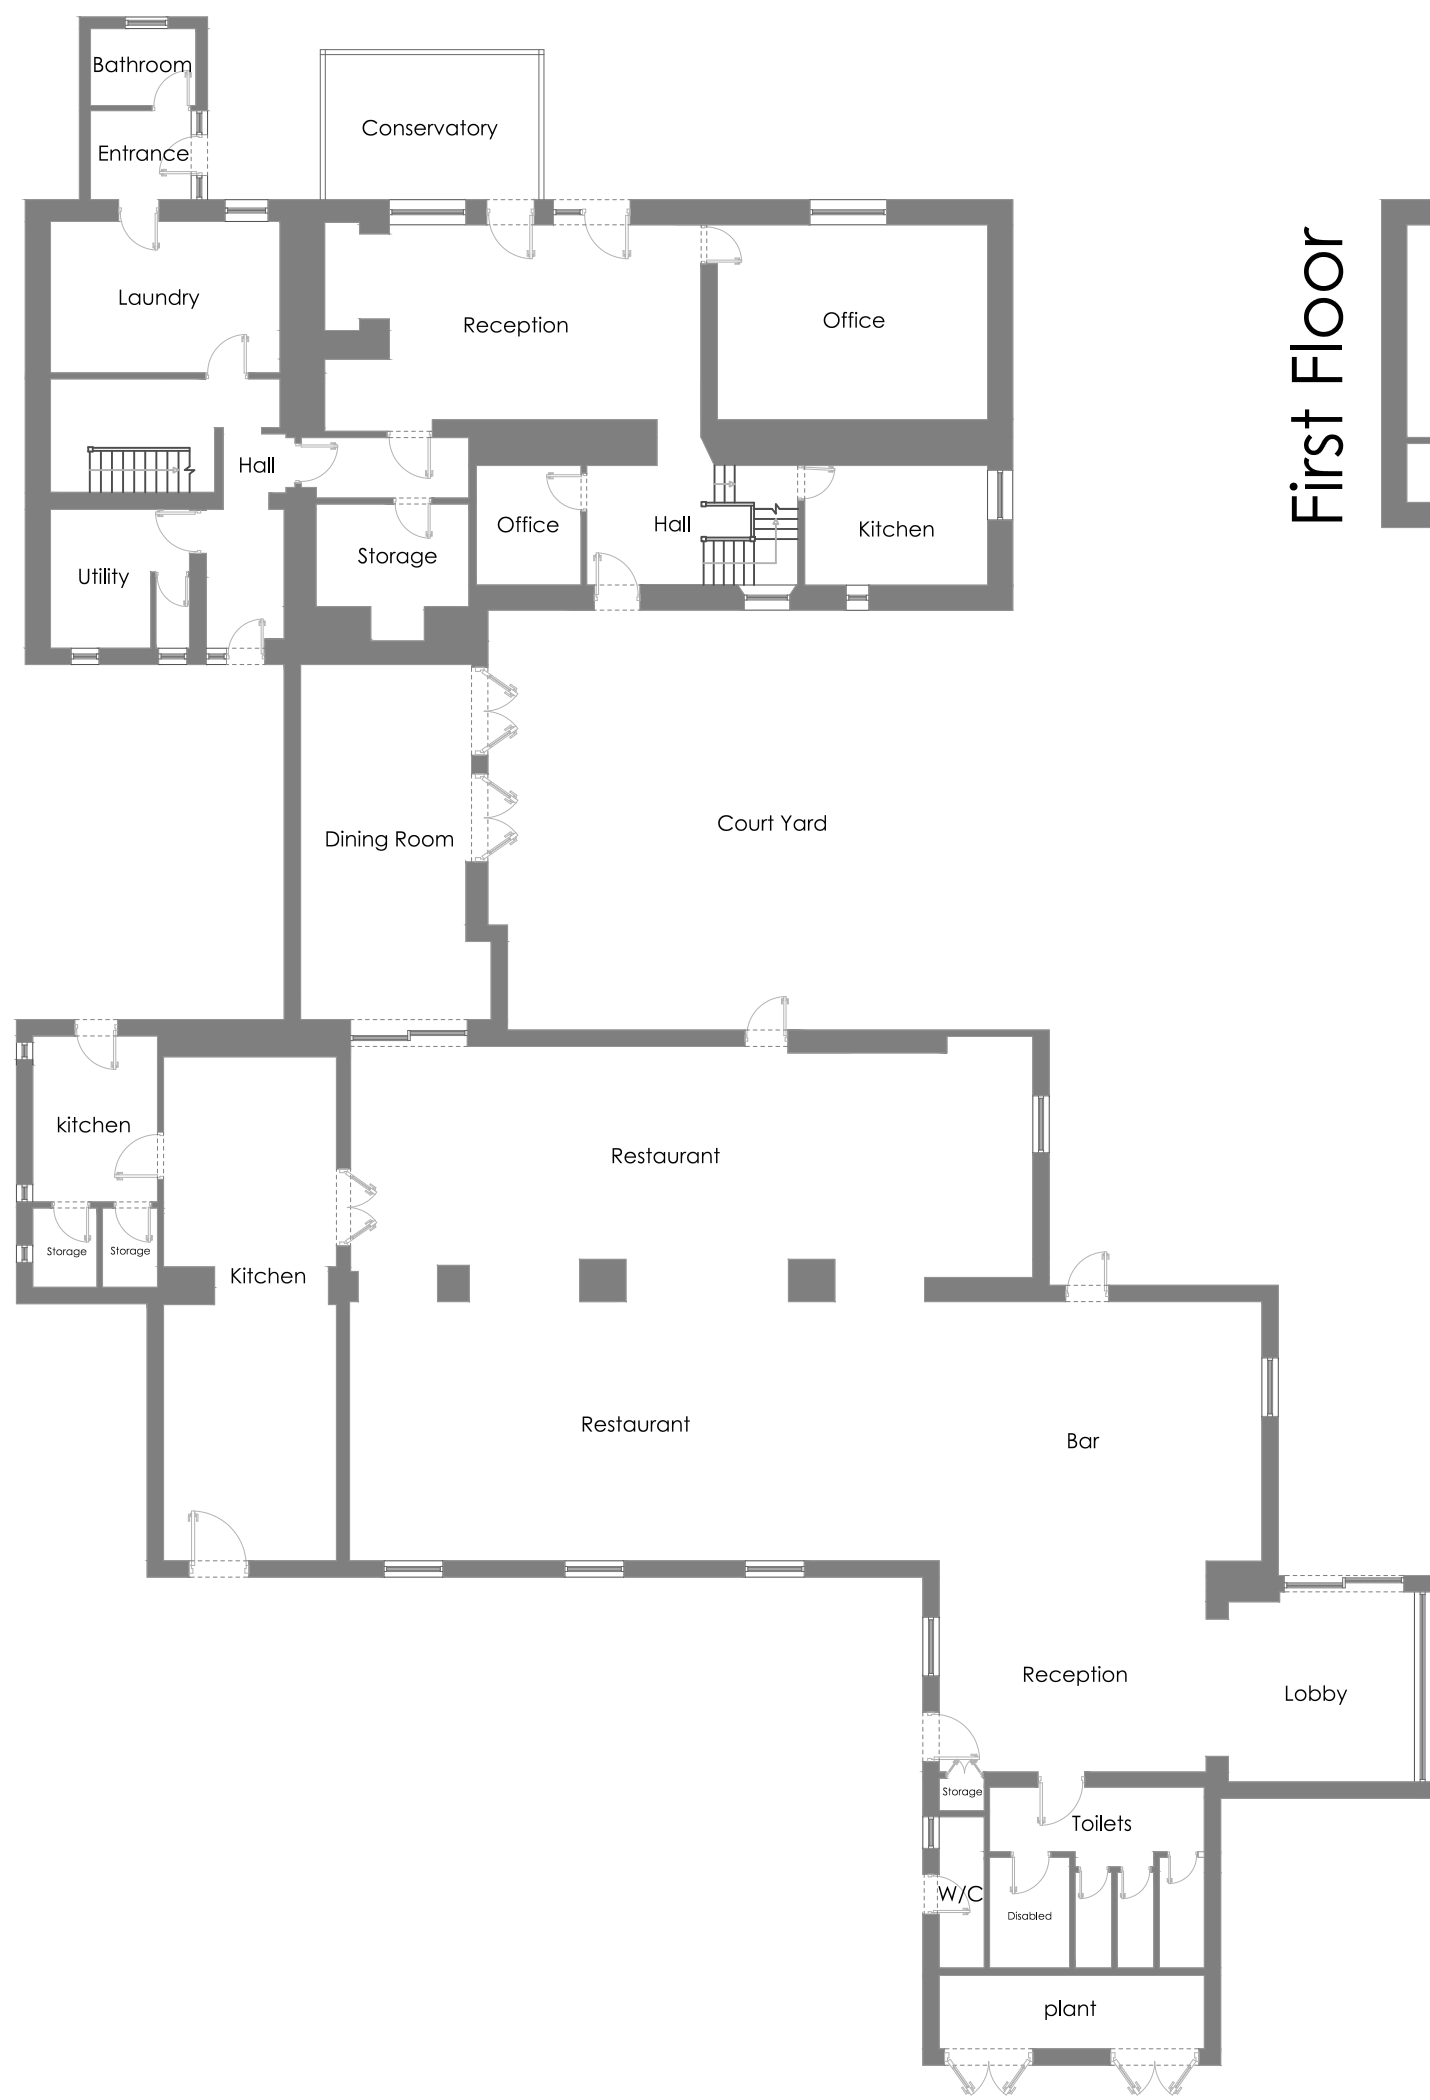 Bathroom
Conservatory
Entrance
First Floor
Laundry
Reception
Office
Hall
Office
Hall
Kitchen
Storage
Utility
Court Yard
Dining Room
kitchen
Restaurant
Storage
Storage
Kitchen
Restaurant
Bar
Reception
Lobby
Storage
Toilets
W/C
Disabled
plant